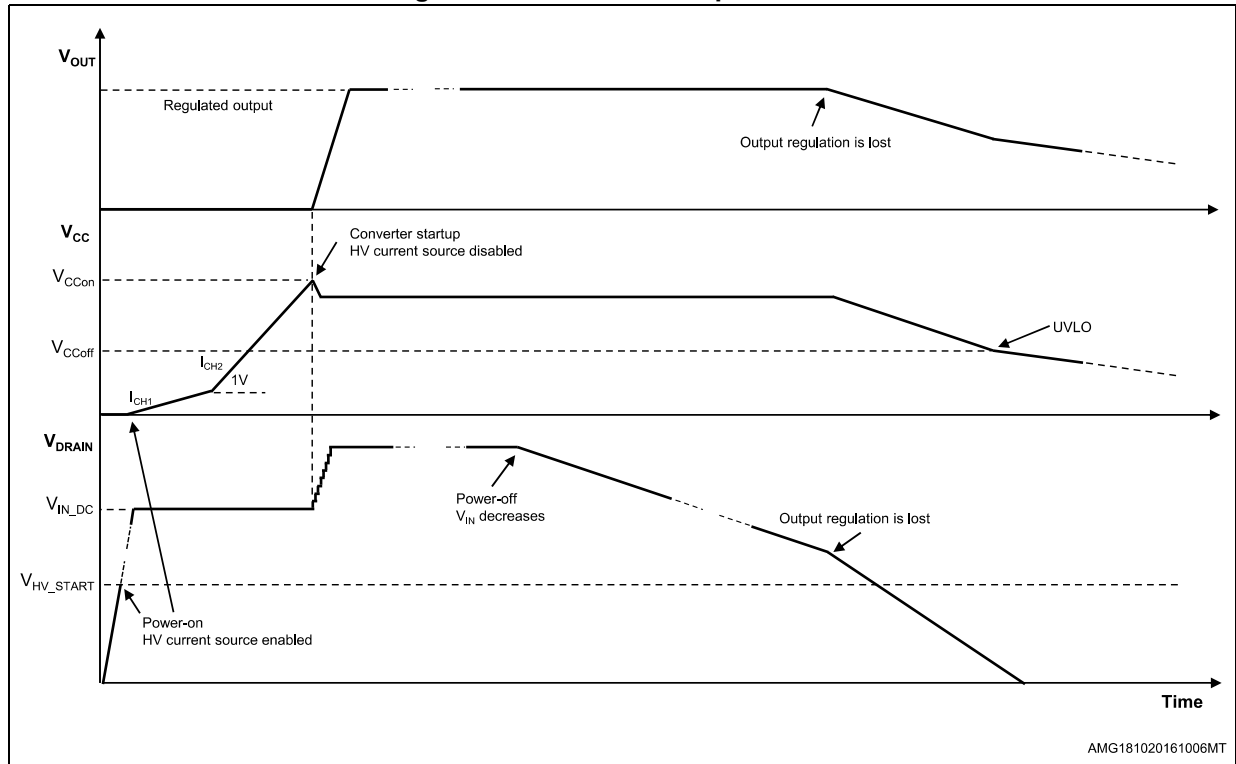 VOUT
Regulated output
Output regulation is lost
VCC
Converter startup
HV current source disabled
VCCon
UVLO
VCCoff
ICH2
1V
ICH1
VDRAIN
Power-off
VIN decreases
VIN_DC
Output regulation is lost
VHV_START
Power-on
HV current source enabled
Time
AMG181020161006MT